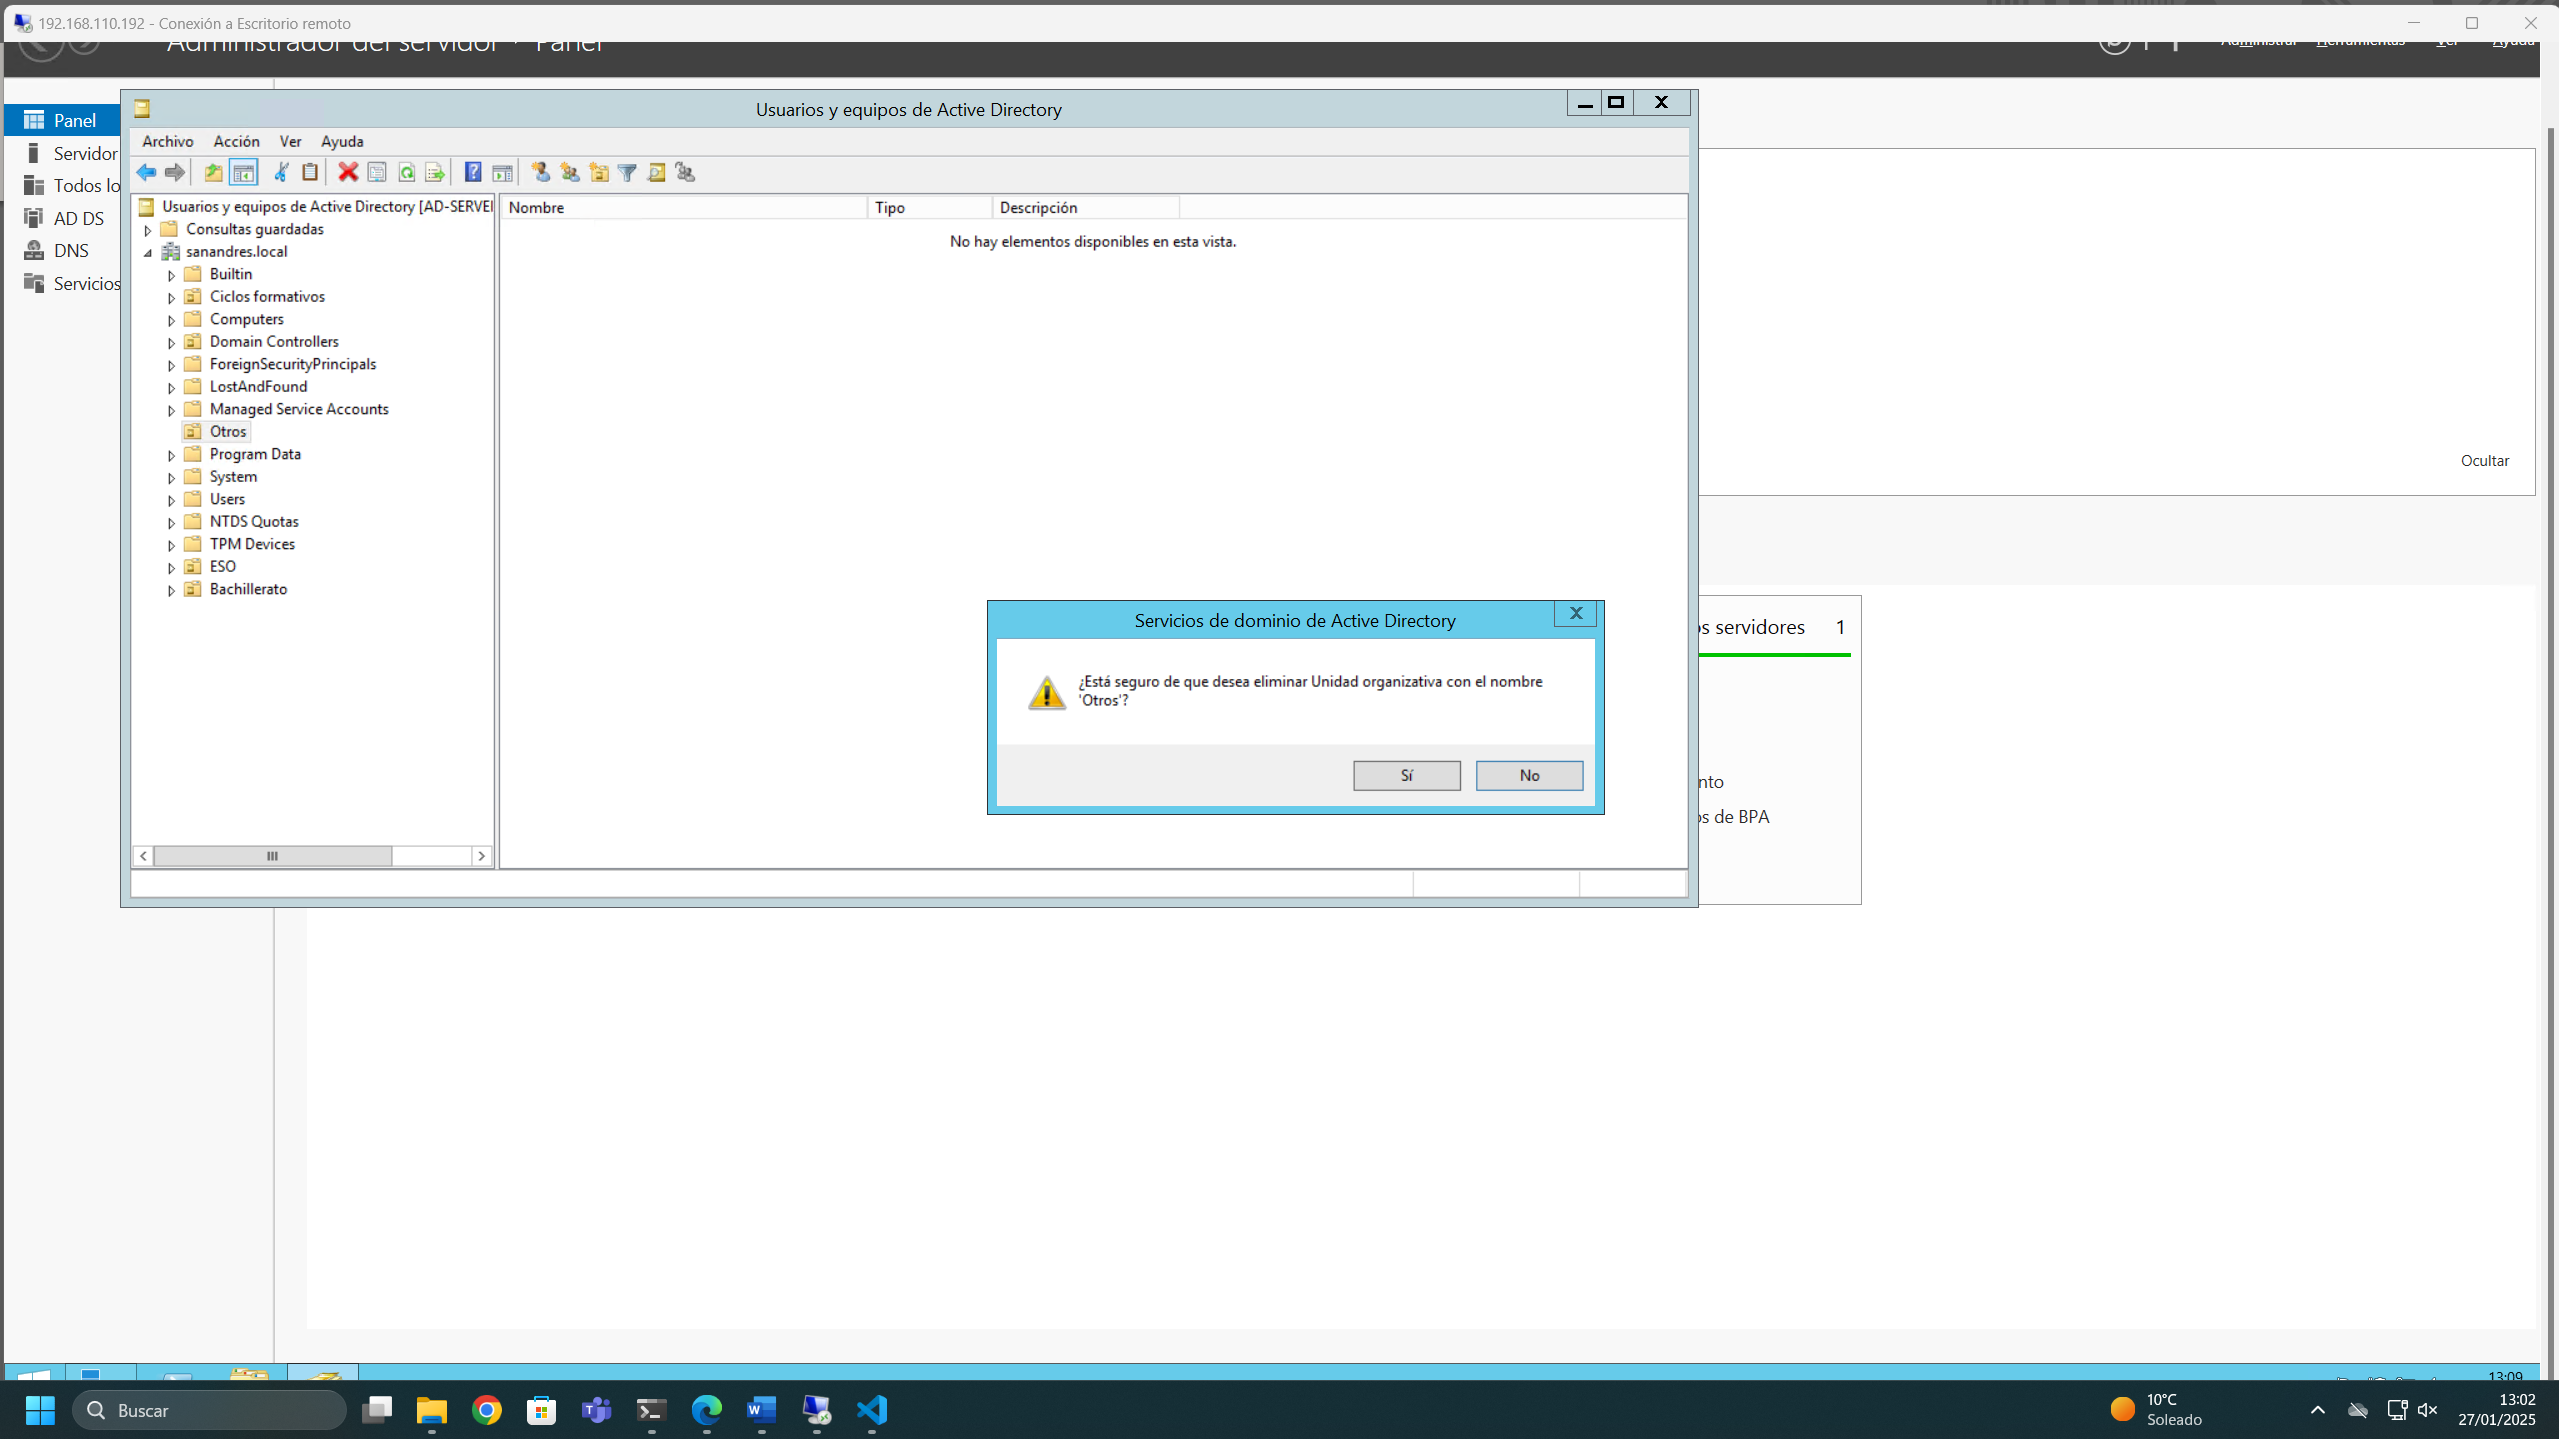 192.168.110.192 - Conexión a Escritorio remoto
Administrador del servidor · Panel
Administrar Herramientas Ver Ayuda
Panel
Servidor
Todos lo
AD DS
DNS
Servicios
Usuarios y equipos de Active Directory
Archivo Acción Ver Ayuda
Usuarios y equipos de Active Directory [AD-SERVE
Consultas guardadas
sanandres.local
Builtin
Ciclos formativos
Computers
Domain Controllers
ForeignSecurityPrincipals
LostAndFound
Managed Service Accounts
Otros
Program Data
System
Users
NTDS Quotas
TPM Devices
ESO
Bachillerato
Nombre Tipo Descripción
No hay elementos disponibles en esta vista.
Ocultar
Servicios de dominio de Active Directory
¿Está seguro de que desea eliminar Unidad organizativa con el nombre
'Otros'?
Sí No
os servidores 1
nto
os de BPA
13:09
Buscar
10°C
Soleado
13:02
27/01/2025